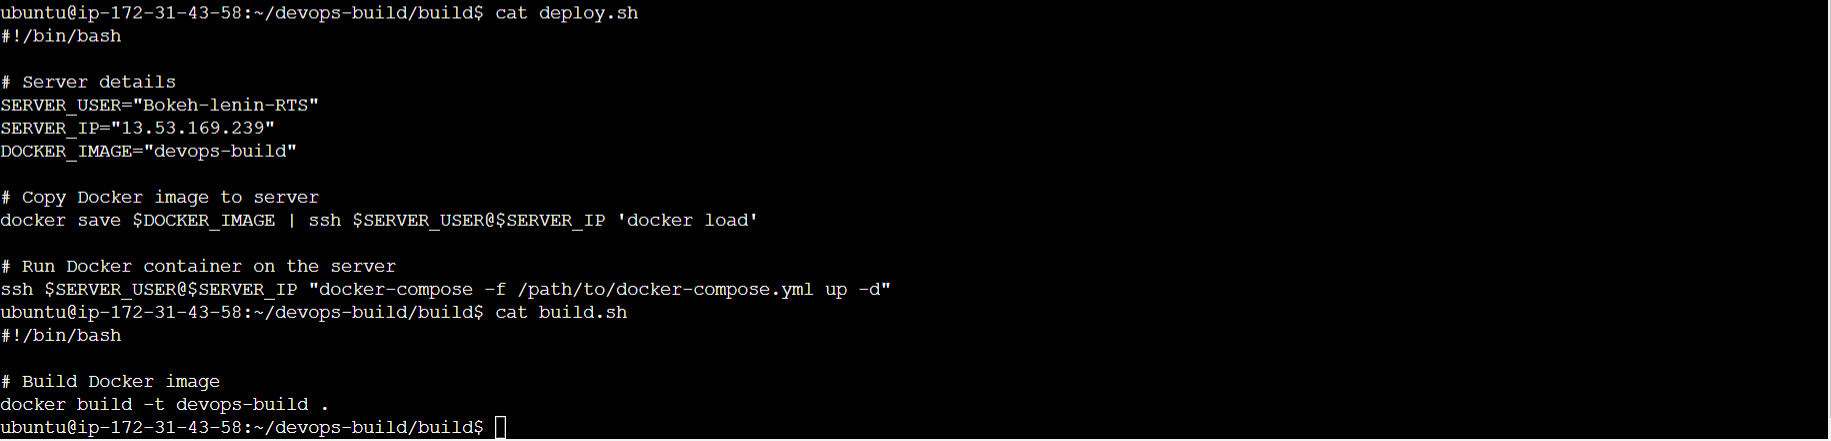 ubuntu@ip-172-31-43-58:~/devops-build/build$ cat deploy.sh
#!/bin/bash
# Server details
SERVER_USER="Bokeh-lenin-RTS"
SERVER_IP="13.53.169.239"
DOCKER_IMAGE="devops-build"
# Copy Docker image to server
docker save $DOCKER_IMAGE | ssh $SERVER_USER@$SERVER_IP 'docker load'
# Run Docker container on the server
ssh $SERVER_USER@$SERVER_IP "docker-compose -f /path/to/docker-compose.yml up -d"
ubuntu@ip-172-31-43-58:~/devops-build/build$ cat build.sh
#!/bin/bash
# Build Docker image
docker build -t devops-build .
ubuntu@ip-172-31-43-58:~/devops-build/build$